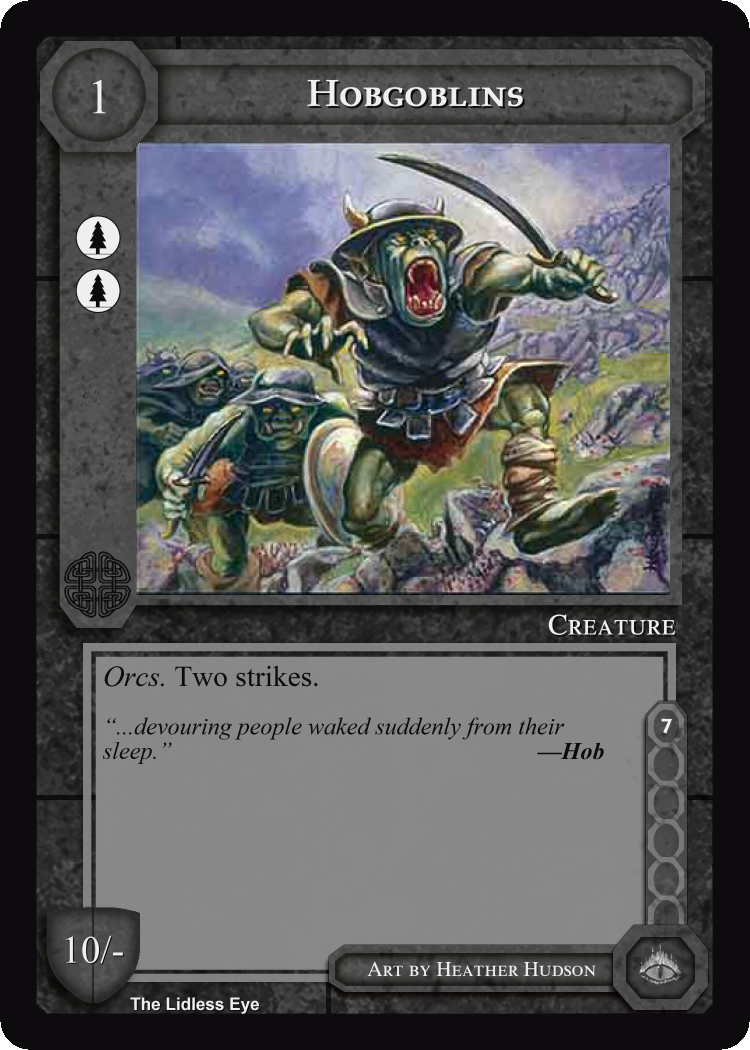 1
Hobgoblins
Creature
Orcs. Two strikes.
“...devouring people waked suddenly from their
sleep.” —Hob
7
10/-
Art by Heather Hudson
The Lidless Eye